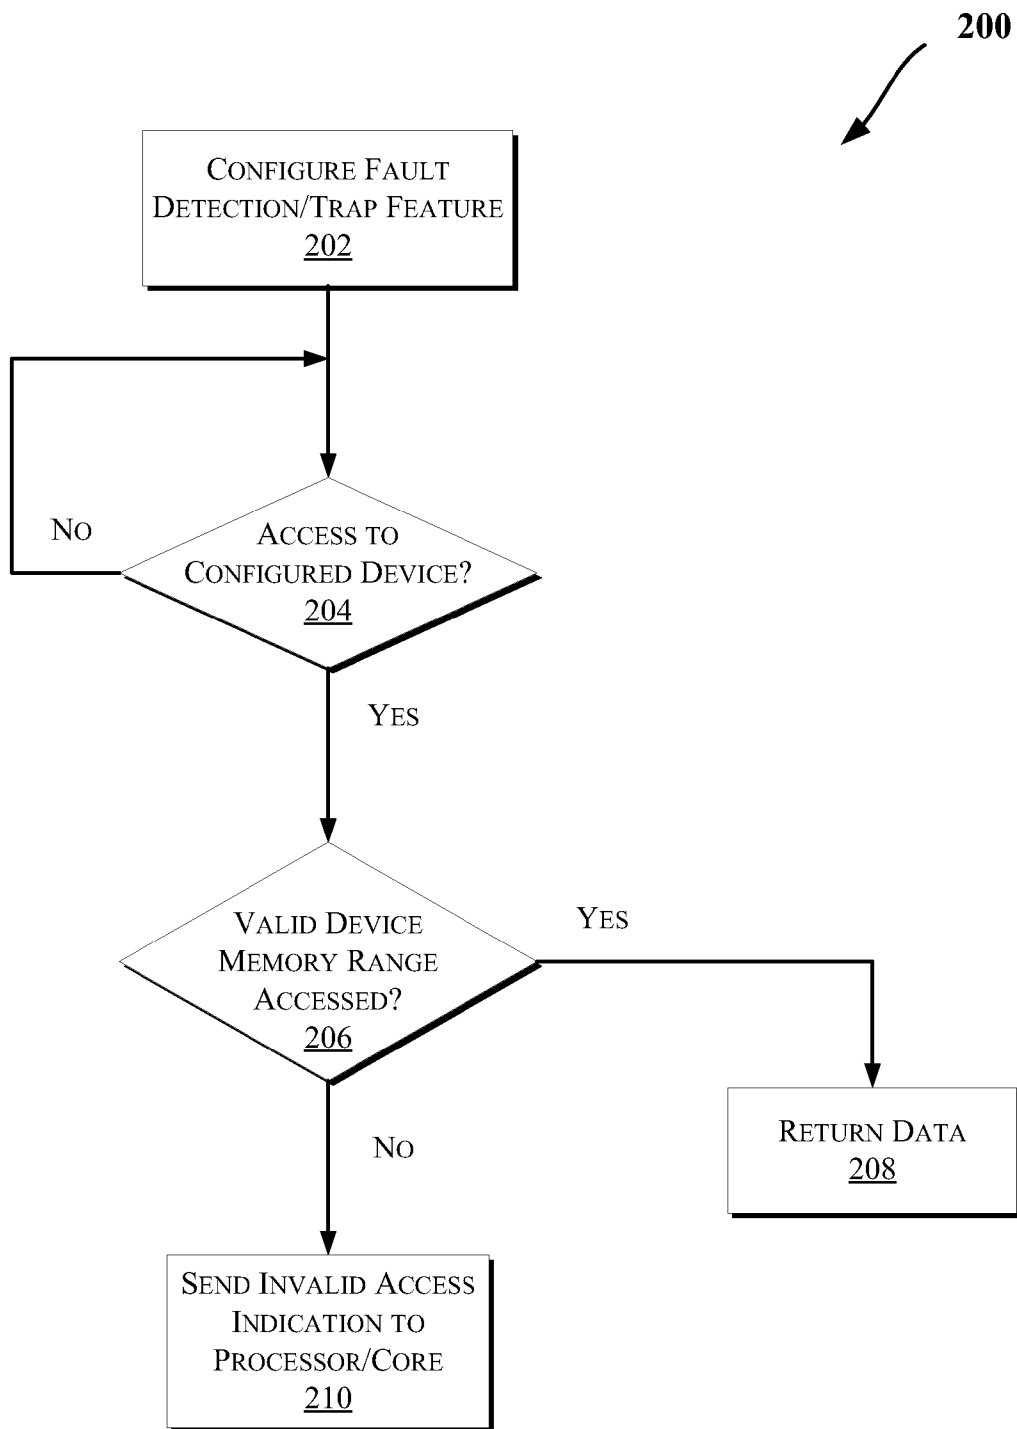 200
CONFIGURE FAULT
DETECTION/TRAP FEATURE
202
NO
ACCESS TO
CONFIGURED DEVICE?
204
YES
VALID DEVICE
MEMORY RANGE
ACCESSED?
206
YES
NO
RETURN DATA
208
SEND INVALID ACCESS
INDICATION TO
PROCESSOR/CORE
210